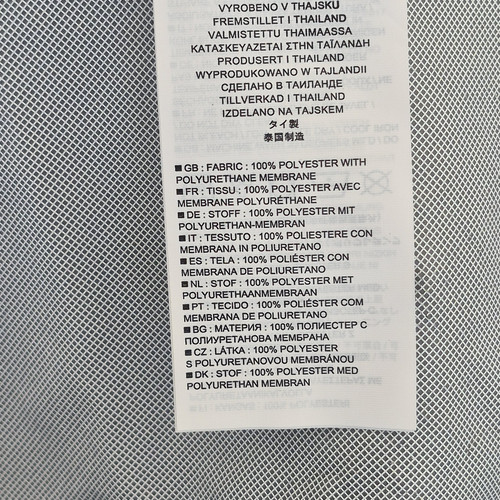 VYROBENO V THAJSKU
FREMSTILLET I THAILAND
VALMISTETTU THAIMAASSA
ΚΑΤΑΣΚΕΥΑΖΕΤΑΙ ΣΤΗΝ ΤΑΪΛΑΝΔΗ
PRODUSERT I THAILAND
WYPRODUKOWANO W TAJLANDII
СДЕЛАНО В ТАИЛАНДЕ
TILLVERKAD I THAILAND
IZDELANO NA TAJSKEM
タイ製
泰国制造
■ GB : FABRIC : 100% POLYESTER WITH
POLYURETHANE MEMBRANE
■ FR : TISSU : 100% POLYESTER AVEC
MEMBRANE POLYURÉTHANE
■ DE : STOFF : 100% POLYESTER MIT
POLYURETHAN-MEMBRAN
■ IT : TESSUTO : 100% POLIESTERE CON
MEMBRANA IN POLIURETANO
■ ES : TELA : 100% POLIÉSTER CON
MEMBRANA DE POLIURETANO
■ NL : STOF : 100% POLYESTER MET
POLYURETHAANMEMBRAAN
■ PT : TECIDO : 100% POLIÉSTER COM
MEMBRANA DE POLIURETANO
■ BG : МАТЕРИЯ : 100% ПОЛИЕСТЕР С
ПОЛИУРЕТАНОВА МЕМБРАНА
■ CZ : LÁTKA : 100% POLYESTER
S POLYURETANOVOU MEMBRÁNOU
■ DK : STOF : 100% POLYESTER MED
POLYURETHAN MEMBRAN